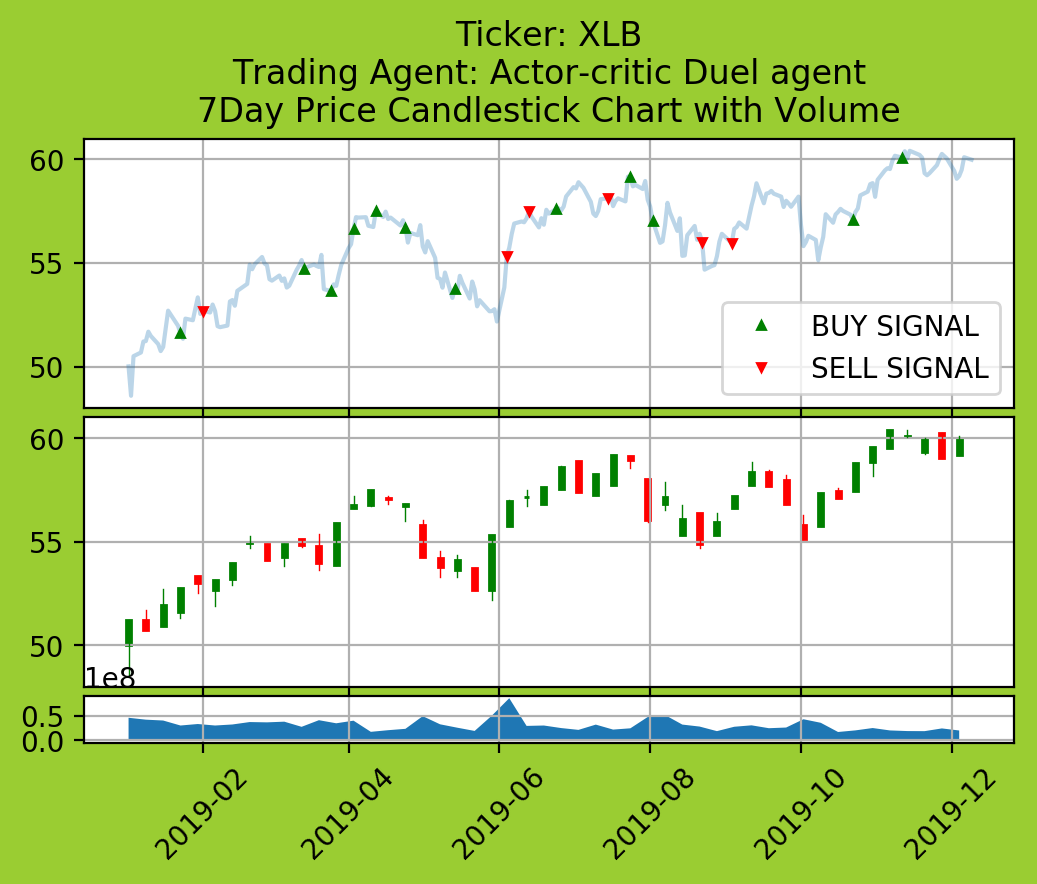 Ticker: XLB
Trading Agent: Actor-critic Duel agent
7Day Price Candlestick Chart with Volume
60
55
50
BUY SIGNAL
SELL SIGNAL
60
55
50
1e8
0.5
0.0
2019-02
2019-04
2019-06
2019-08
2019-10
2019-12